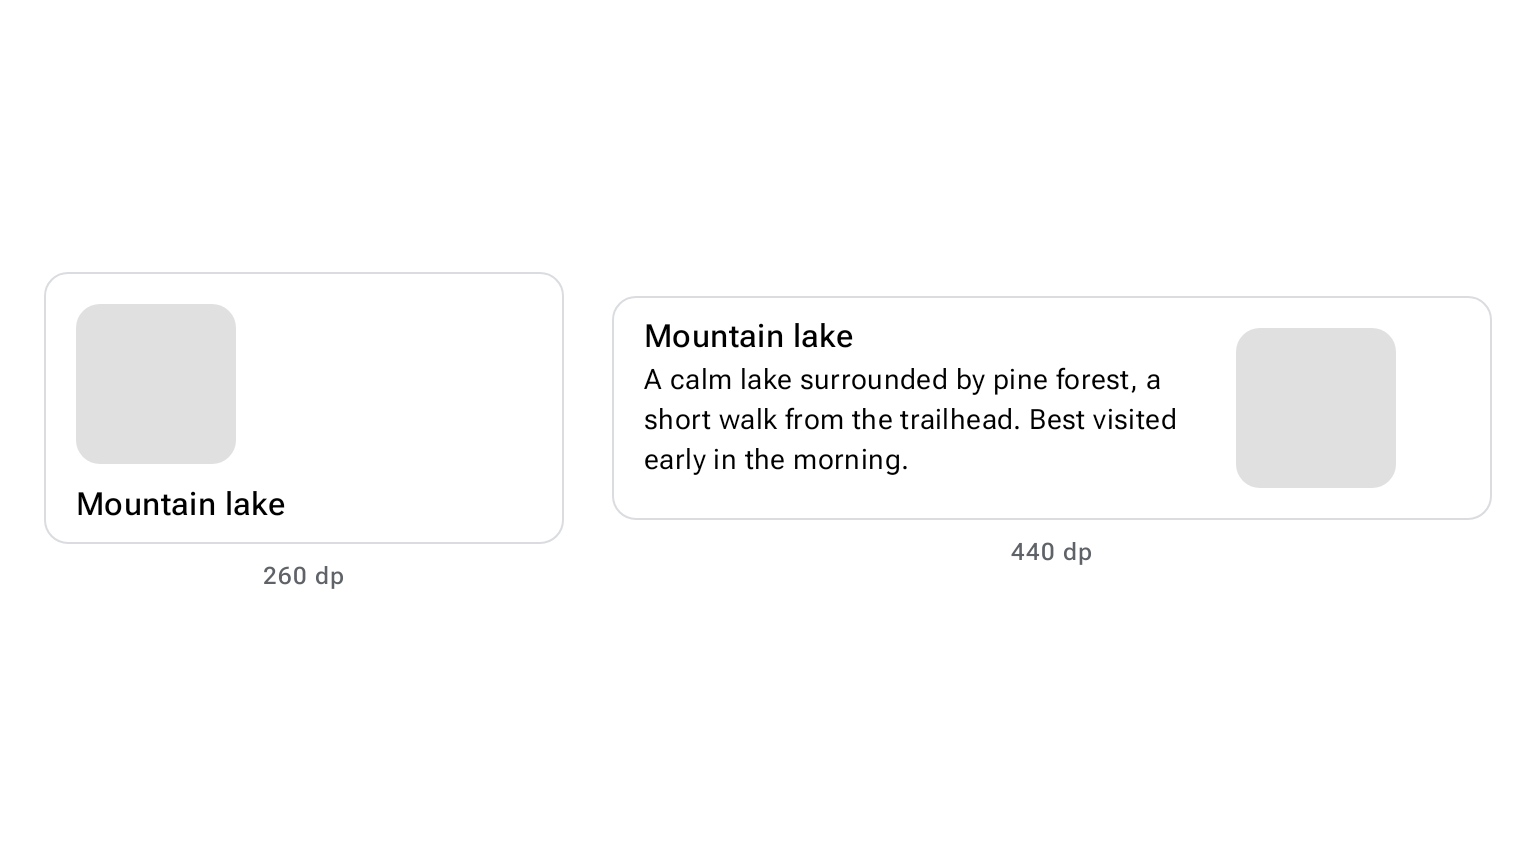 Mountain lake
260 dp
Mountain lake
A calm lake surrounded by pine forest, a
short walk from the trailhead. Best visited
early in the morning.
440 dp